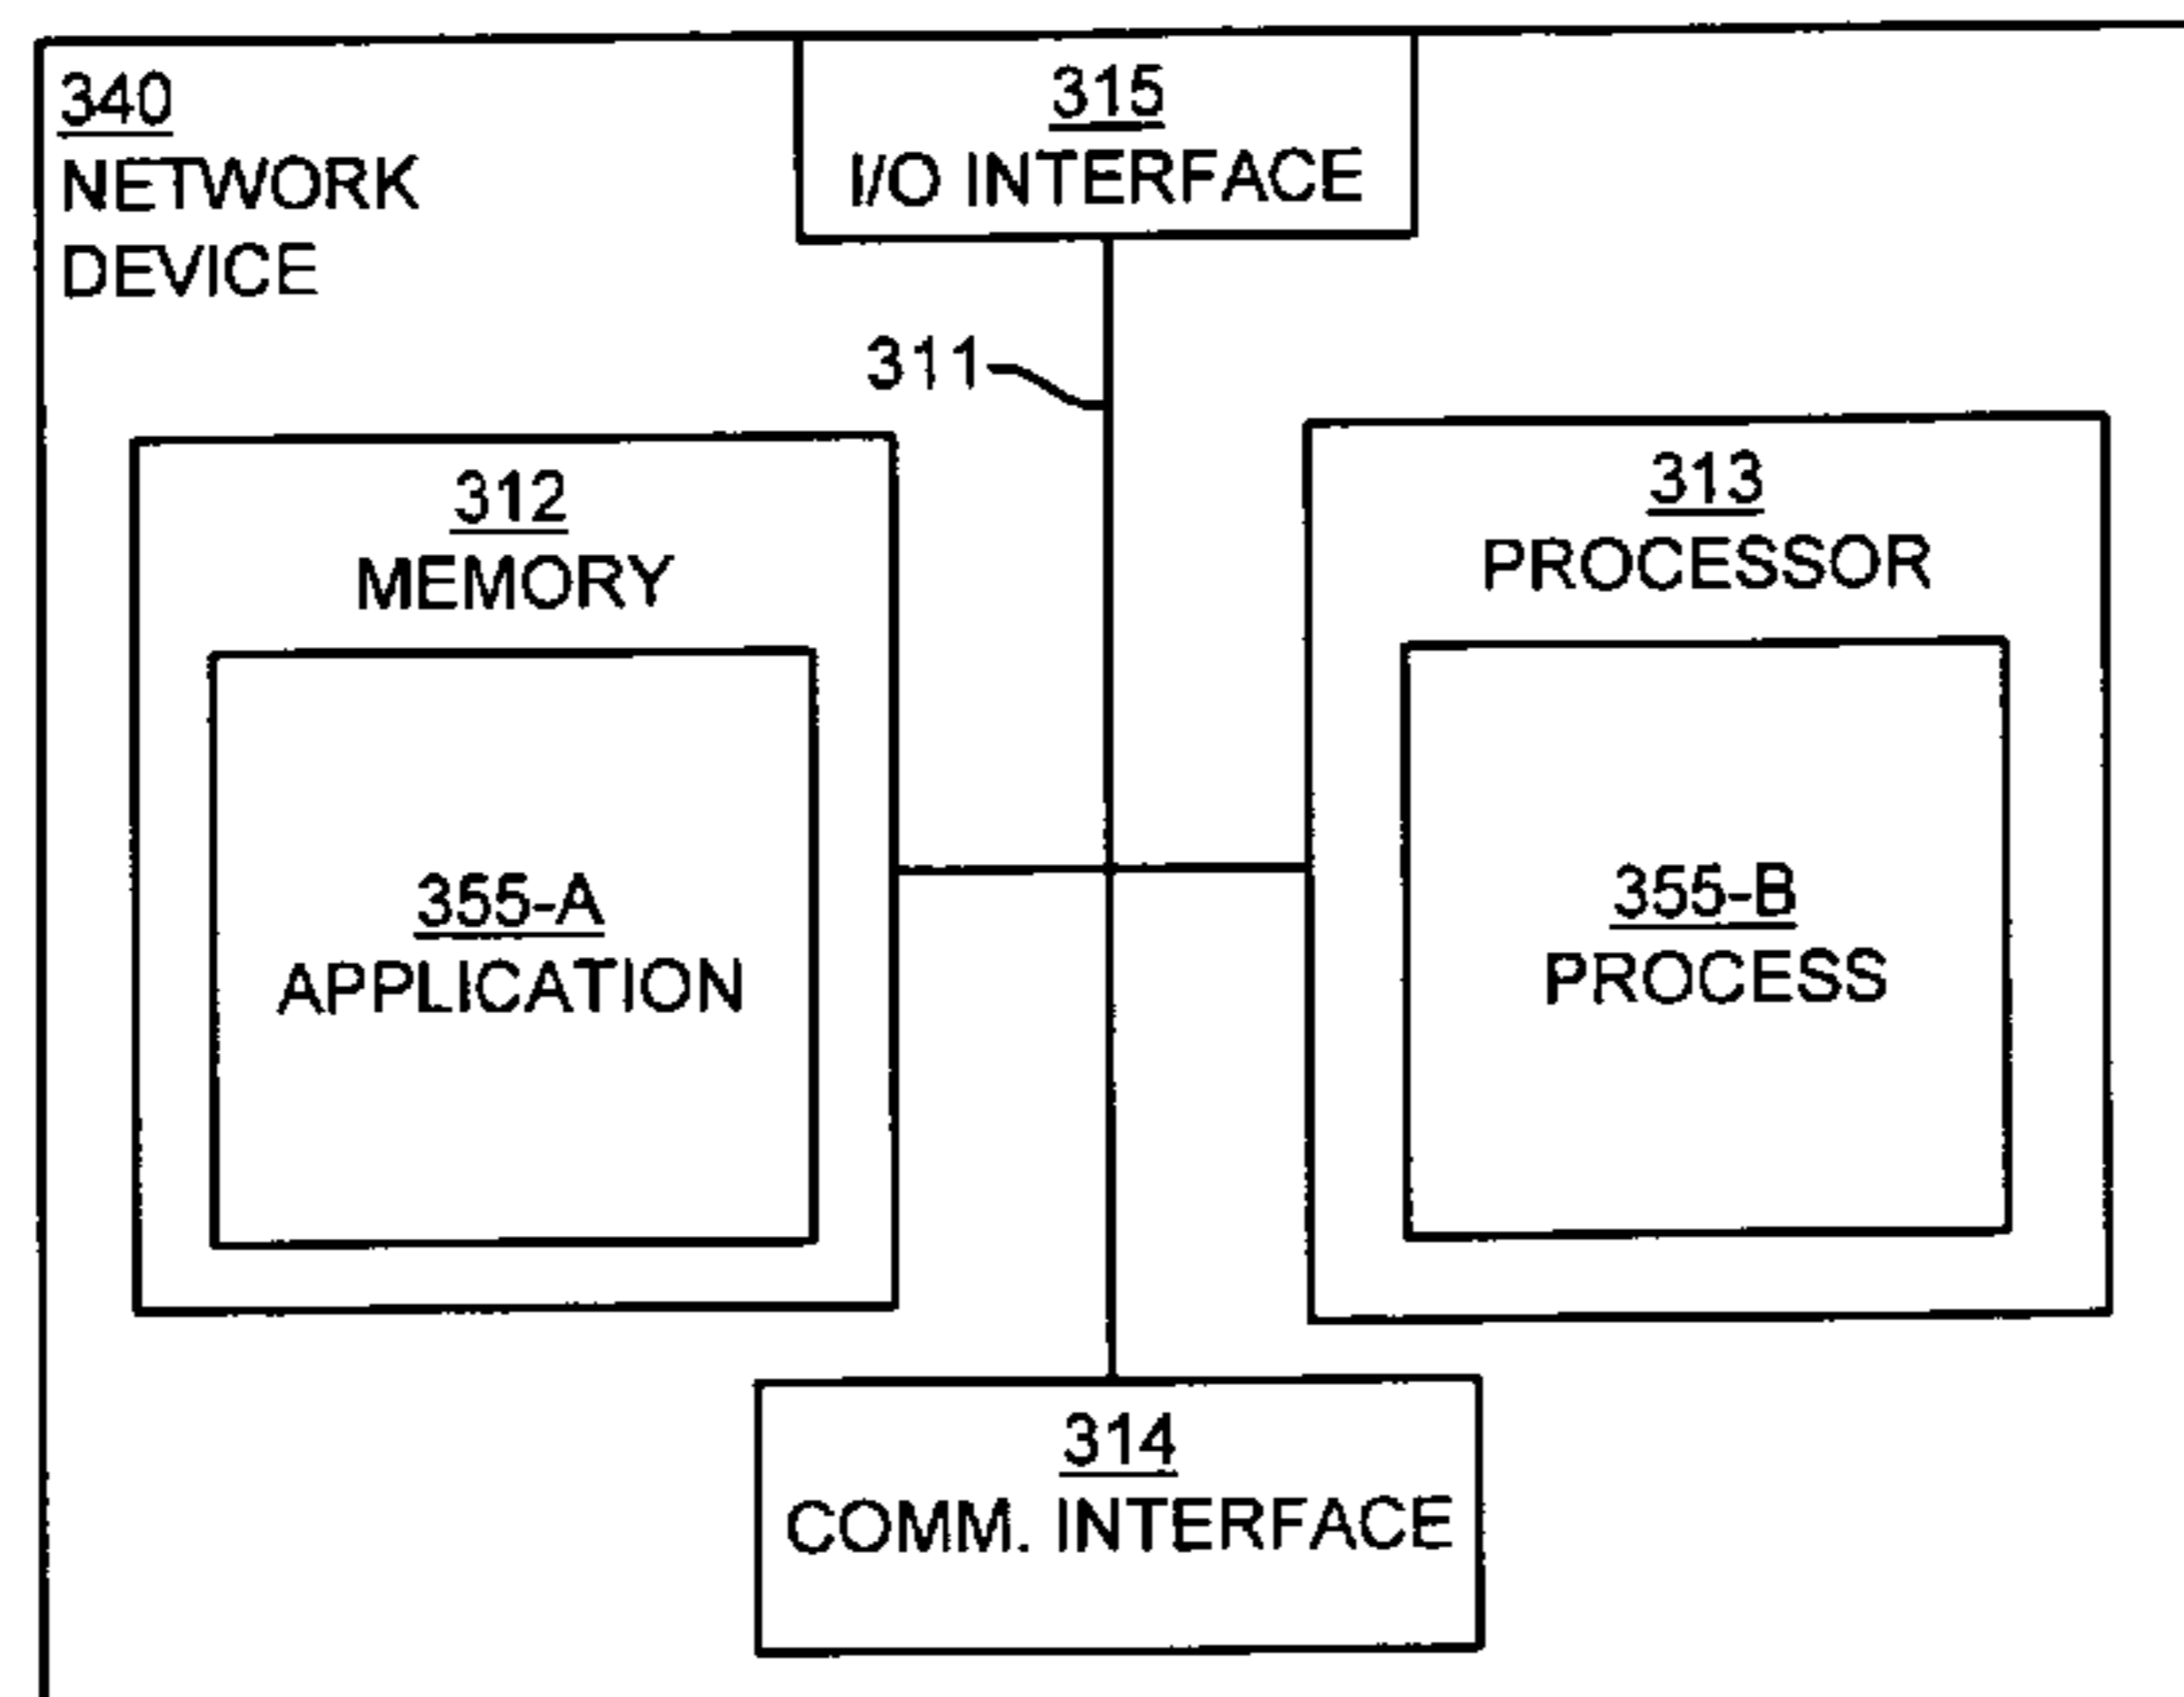 340
NETWORK
DEVICE
315
I/O INTERFACE
311
312
MEMORY
313
PROCESSOR
355-A
APPLICATION
355-B
PROCESS
314
COMM. INTERFACE